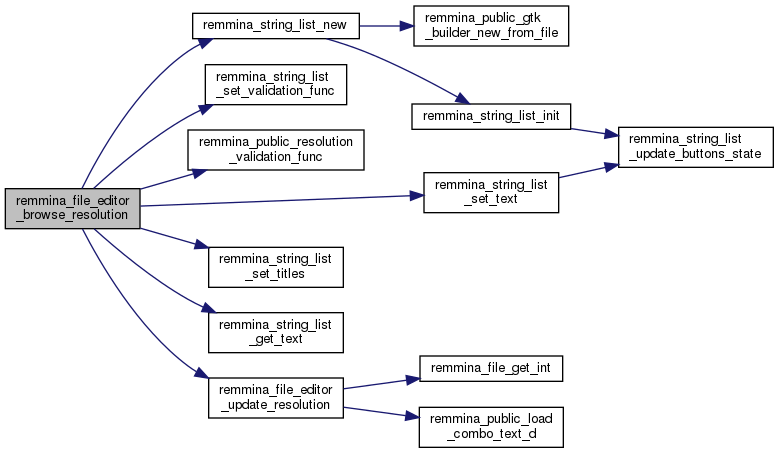 remmina_string_list_new
remmina_public_gtk
_builder_new_from_file
remmina_string_list
_set_validation_func
remmina_string_list_init
remmina_public_resolution
_validation_func
remmina_string_list
_update_buttons_state
remmina_file_editor
_browse_resolution
remmina_string_list
_set_text
remmina_string_list
_set_titles
remmina_string_list
_get_text
remmina_file_get_int
remmina_file_editor
_update_resolution
remmina_public_load
_combo_text_d